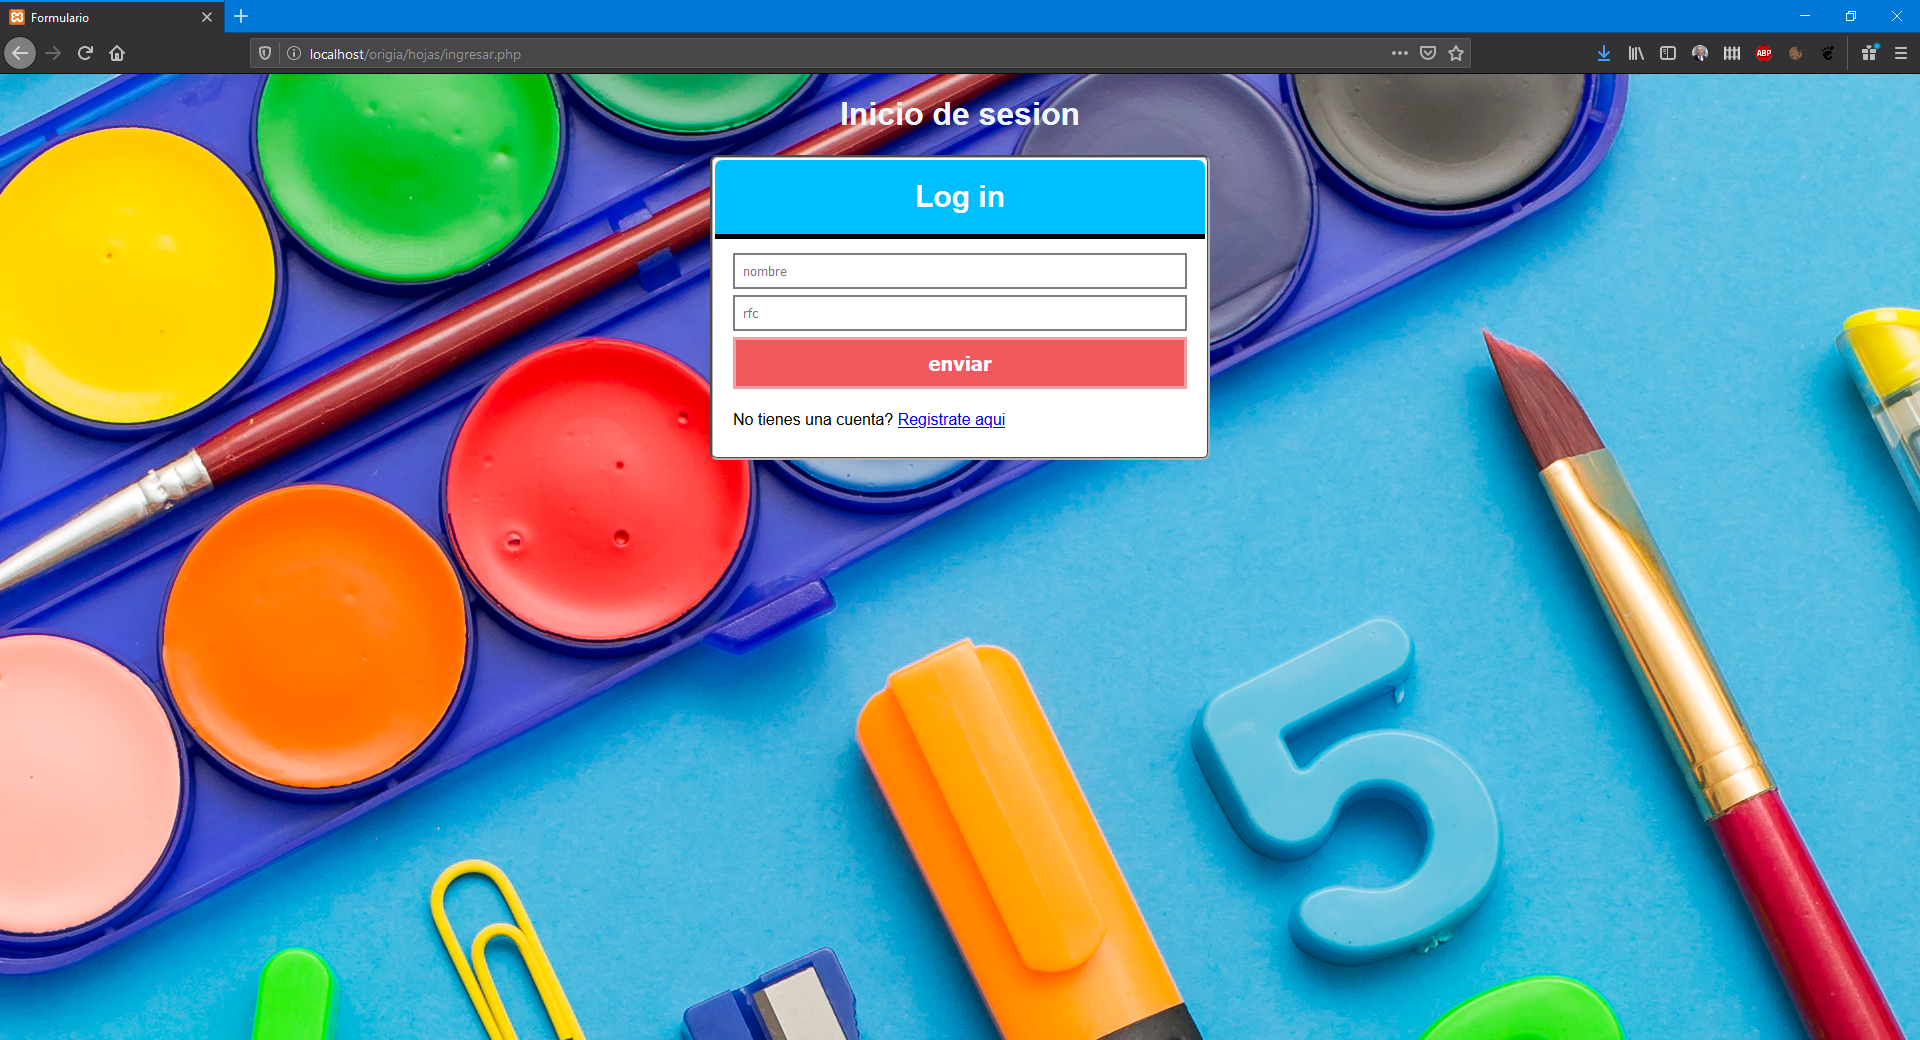 Formulario
localhost/origia/hojas/ingresar.php
ABP
Inicio de sesion
Log in
nombre
rfc
enviar
No tienes una cuenta? Registrate aqui
5